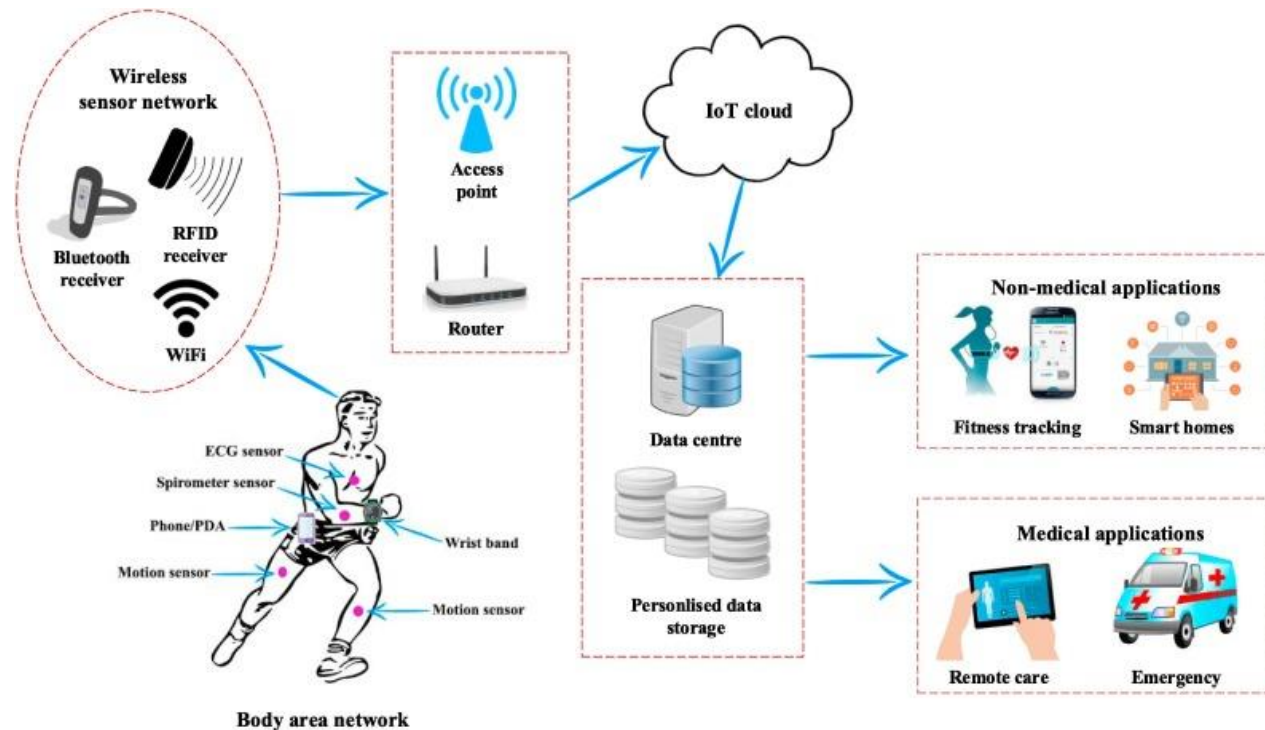 Wireless
sensor network
Bluetooth
receiver
RFID
receiver
WiFi
Access
point
Router
IoT cloud
Data centre
Personlised data
storage
Non-medical applications
Fitness tracking
Smart homes
Medical applications
Remote care
Emergency
ECG sensor
Spirometer sensor
Phone/PDA
Wrist band
Motion sensor
Motion sensor
Body area network